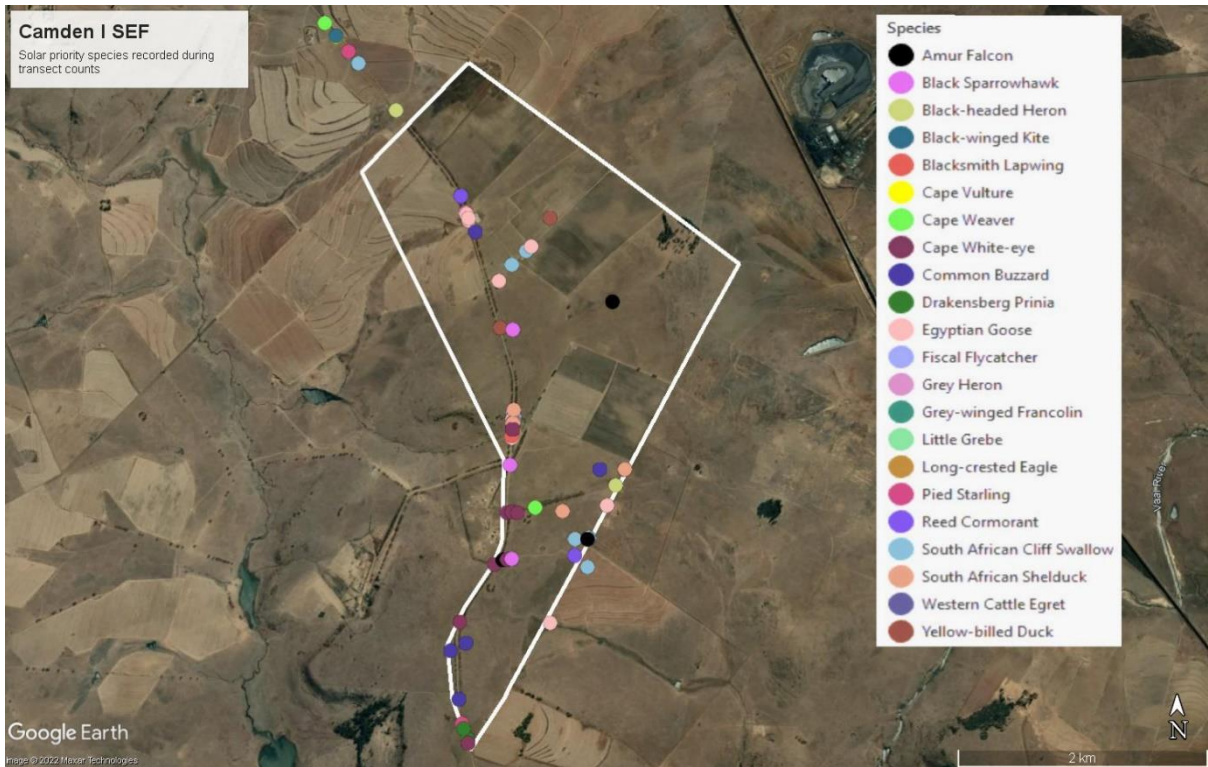 Camden I SEF
Solar priority species recorded during
transect counts
Species
Amur Falcon
Black Sparrowhawk
Black-headed Heron
Black-winged Kite
Blacksmith Lapwing
Cape Vulture
Cape Weaver
Cape White-eye
Common Buzzard
Drakensberg Prinia
Egyptian Goose
Fiscal Flycatcher
Grey Heron
Grey-winged Francolin
Little Grebe
Long-crested Eagle
Pied Starling
Reed Cormorant
South African Cliff Swallow
South African Shelduck
Western Cattle Egret
Yellow-billed Duck
Vaal River
Google Earth
Image © 2022 Maxar Technologies
N
2 km